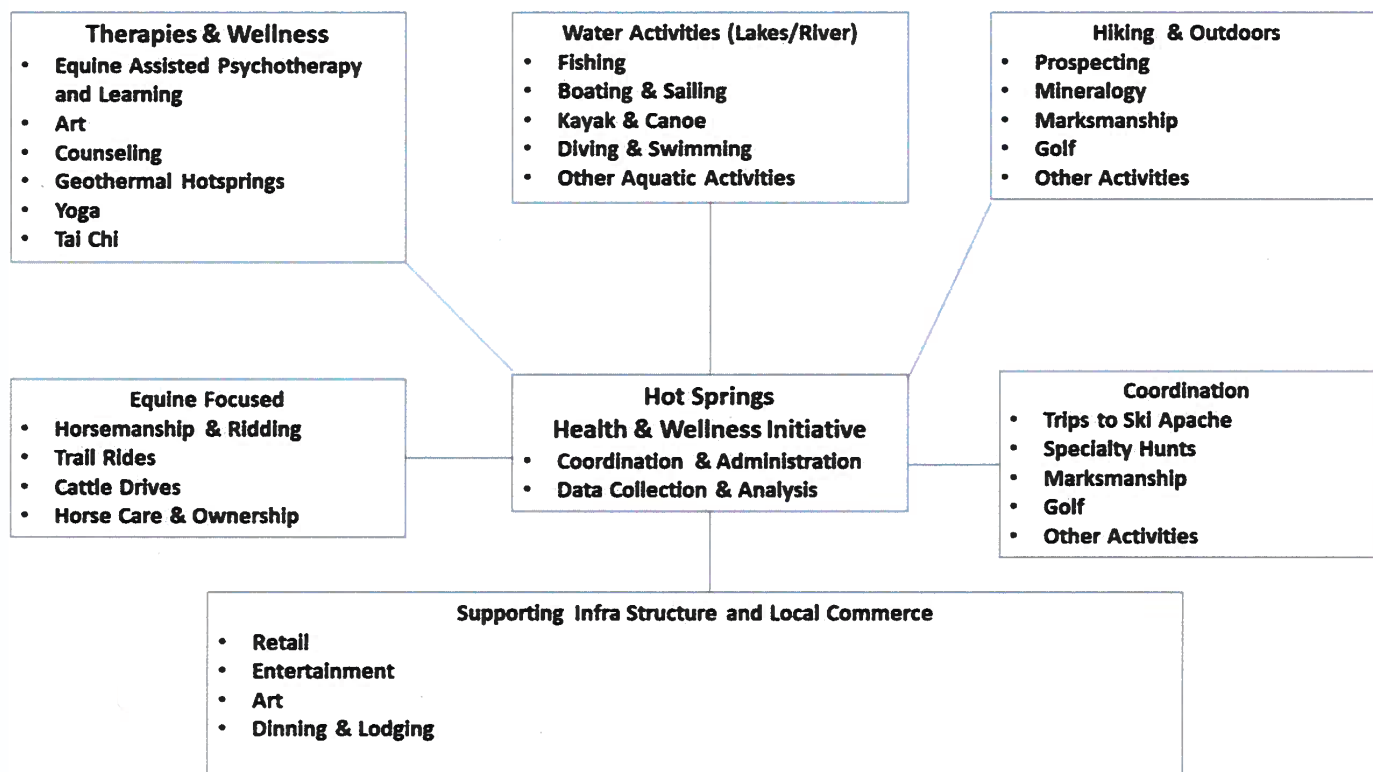 Therapies & Wellness
• Equine Assisted Psychotherapy
and Learning
• Art
• Counseling
• Geothermal Hotsprings
• Yoga
• Tai Chi
Water Activities (Lakes/River)
• Fishing
• Boating & Sailing
• Kayak & Canoe
• Diving & Swimming
• Other Aquatic Activities
Hiking & Outdoors
• Prospecting
• Mineralogy
• Marksmanship
• Golf
• Other Activities
Equine Focused
• Horsemanship & Ridding
• Trail Rides
• Cattle Drives
• Horse Care & Ownership
Hot Springs
Health & Wellness Initiative
• Coordination & Administration
• Data Collection & Analysis
Coordination
• Trips to Ski Apache
• Specialty Hunts
• Marksmanship
• Golf
• Other Activities
Supporting Infra Structure and Local Commerce
• Retail
• Entertainment
• Art
• Dinning & Lodging